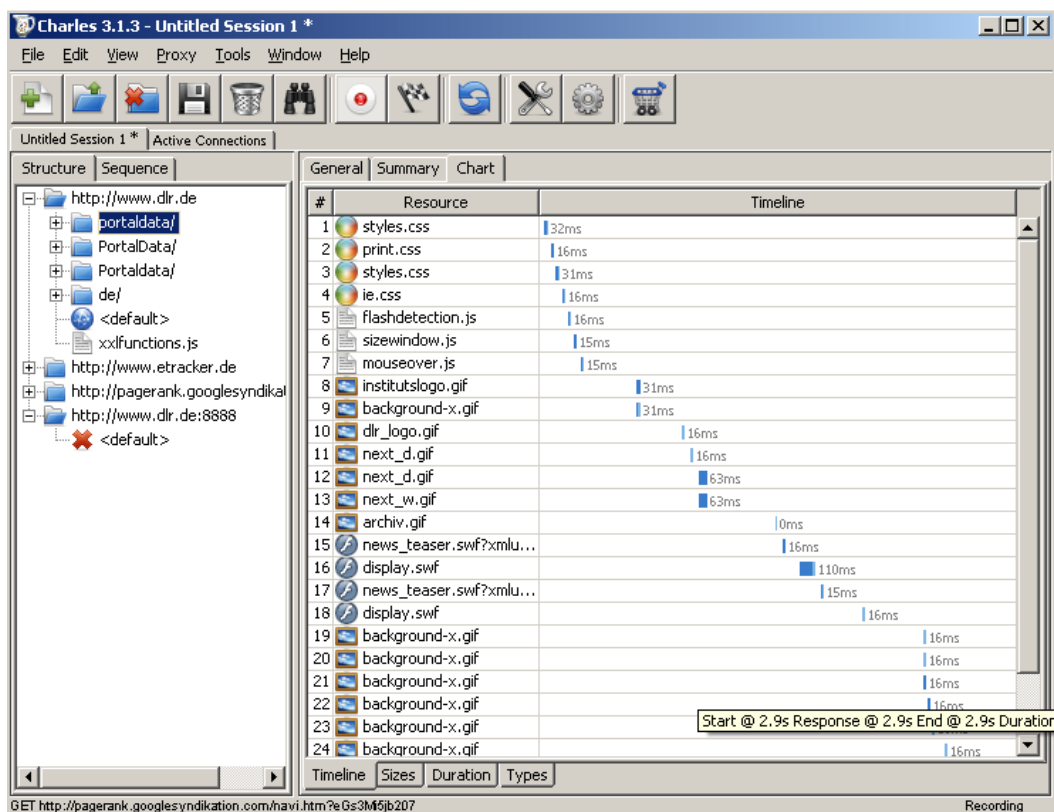 Charles 3.1.3 - Untitled Session 1 *
File Edit View Proxy Tools Window Help
Untitled Session 1 * Active Connections
Structure Sequence
http://www.dlr.de
portaldata/
PortalData/
Portaldata/
de/
<default>
xxlfunctions.js
http://www.etracker.de
http://pagerank.googlesyndika
http://www.dlr.de:8888
<default>
General Summary Chart
# Resource Timeline
1 styles.css 32ms
2 print.css 16ms
3 styles.css 31ms
4 ie.css 16ms
5 flashdetection.js 16ms
6 sizewindow.js 15ms
7 mouseover.js 15ms
8 institutslogo.gif 31ms
9 background-x.gif 31ms
10 dlr_logo.gif 16ms
11 next_d.gif 16ms
12 next_d.gif 63ms
13 next_w.gif 63ms
14 archiv.gif 0ms
15 news_teaser.swf?xmlu... 16ms
16 display.swf 110ms
17 news_teaser.swf?xmlu... 15ms
18 display.swf 16ms
19 background-x.gif 16ms
20 background-x.gif 16ms
21 background-x.gif 16ms
22 background-x.gif 16ms
23 background-x.gif
Start @ 2.9s Response @ 2.9s End @ 2.9s Duration
24 background-x.gif 16ms
Timeline Sizes Duration Types
GET http://pagerank.googlesyndikation.com/navi.htm?eGs3Mi5jb207 Recording